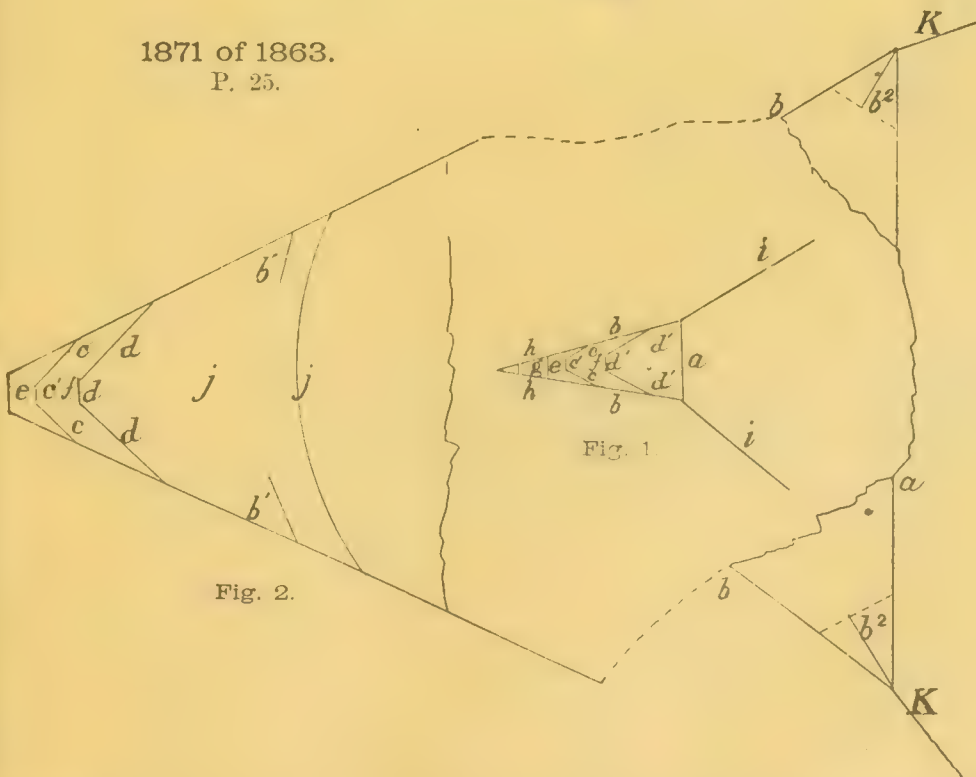 1871 of 1863.
P. 25.
K
b
b²
b'
i
c
d
h
b
d'
c
e
c'
f
d
j
j
g
e
c'
f
d'
a
h
c
d'
b
c
d
i
Fig. 1.
a
b'
Fig. 2.
b
b²
K